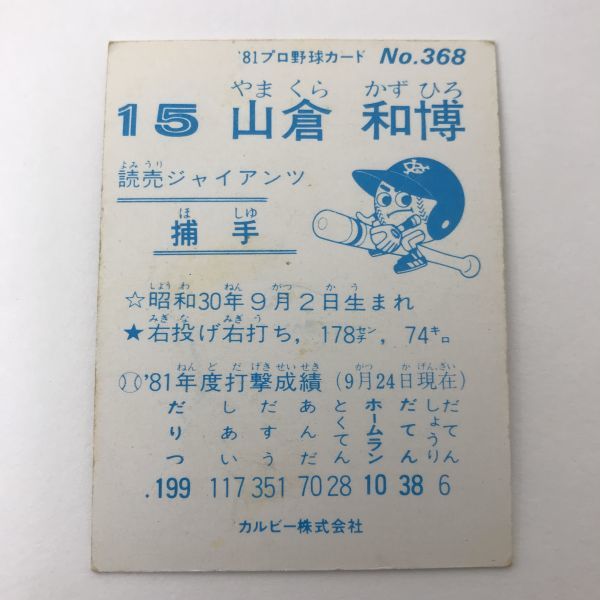 '81プロ野球カード No.368
やま くら かず ひろ
15 山倉 和博
よみ うり
読売ジャイアンツ
ほ しゆ
捕手
しょう わ ねん がつ か う
☆昭和30年9月2日生まれ
みぎ な みぎ う
★右投げ右打ち, 178センチ, 74キロ
ねん ど だ げき せい せき がつ か げん ざい
'81年度打撃成績 (9月24日現在)
だりつ しあい だすう あんだ とくてん ホームラン だてん しょうりだてん
.199 117 351 70 28 10 38 6
カルビー株式会社